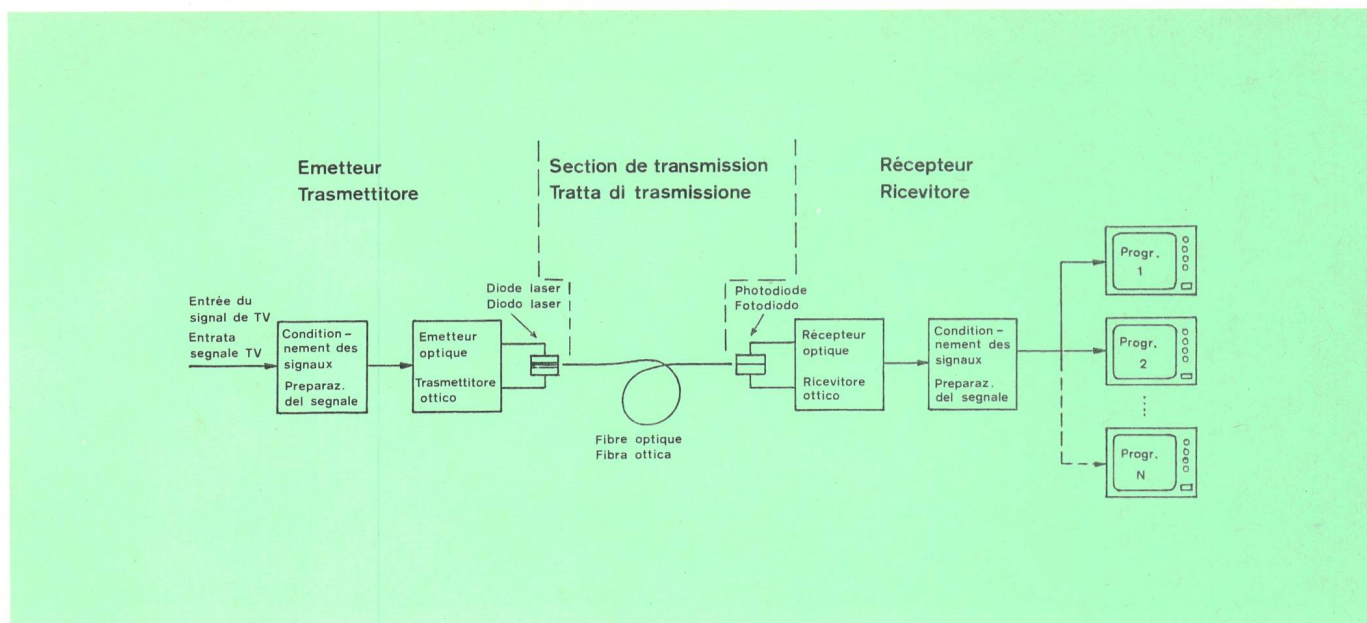 Emetteur
Trasmettitore
Section de transmission
Tratta di trasmissione
Récepteur
Ricevitore
Entrée du
signal de TV
Entrata
segnale TV
Condition-
nement des
signaux
Preparaz.
del segnale
Emetteur
optique
Trasmettitore
ottico
Diode laser
Diodo laser
Fibre optique
Fibra ottica
Photodiode
Fotodiodo
Récepteur
optique
Ricevitore
ottico
Condition-
nement des
signaux
Preparaz.
del segnale
Progr.
1
Progr.
2
Progr.
N